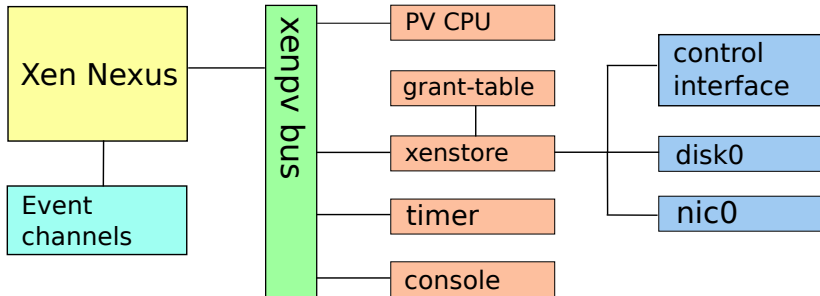 Xen Nexus
Event
channels
xenpv bus
PV CPU
grant-table
xenstore
timer
console
control
interface
disk0
nic0